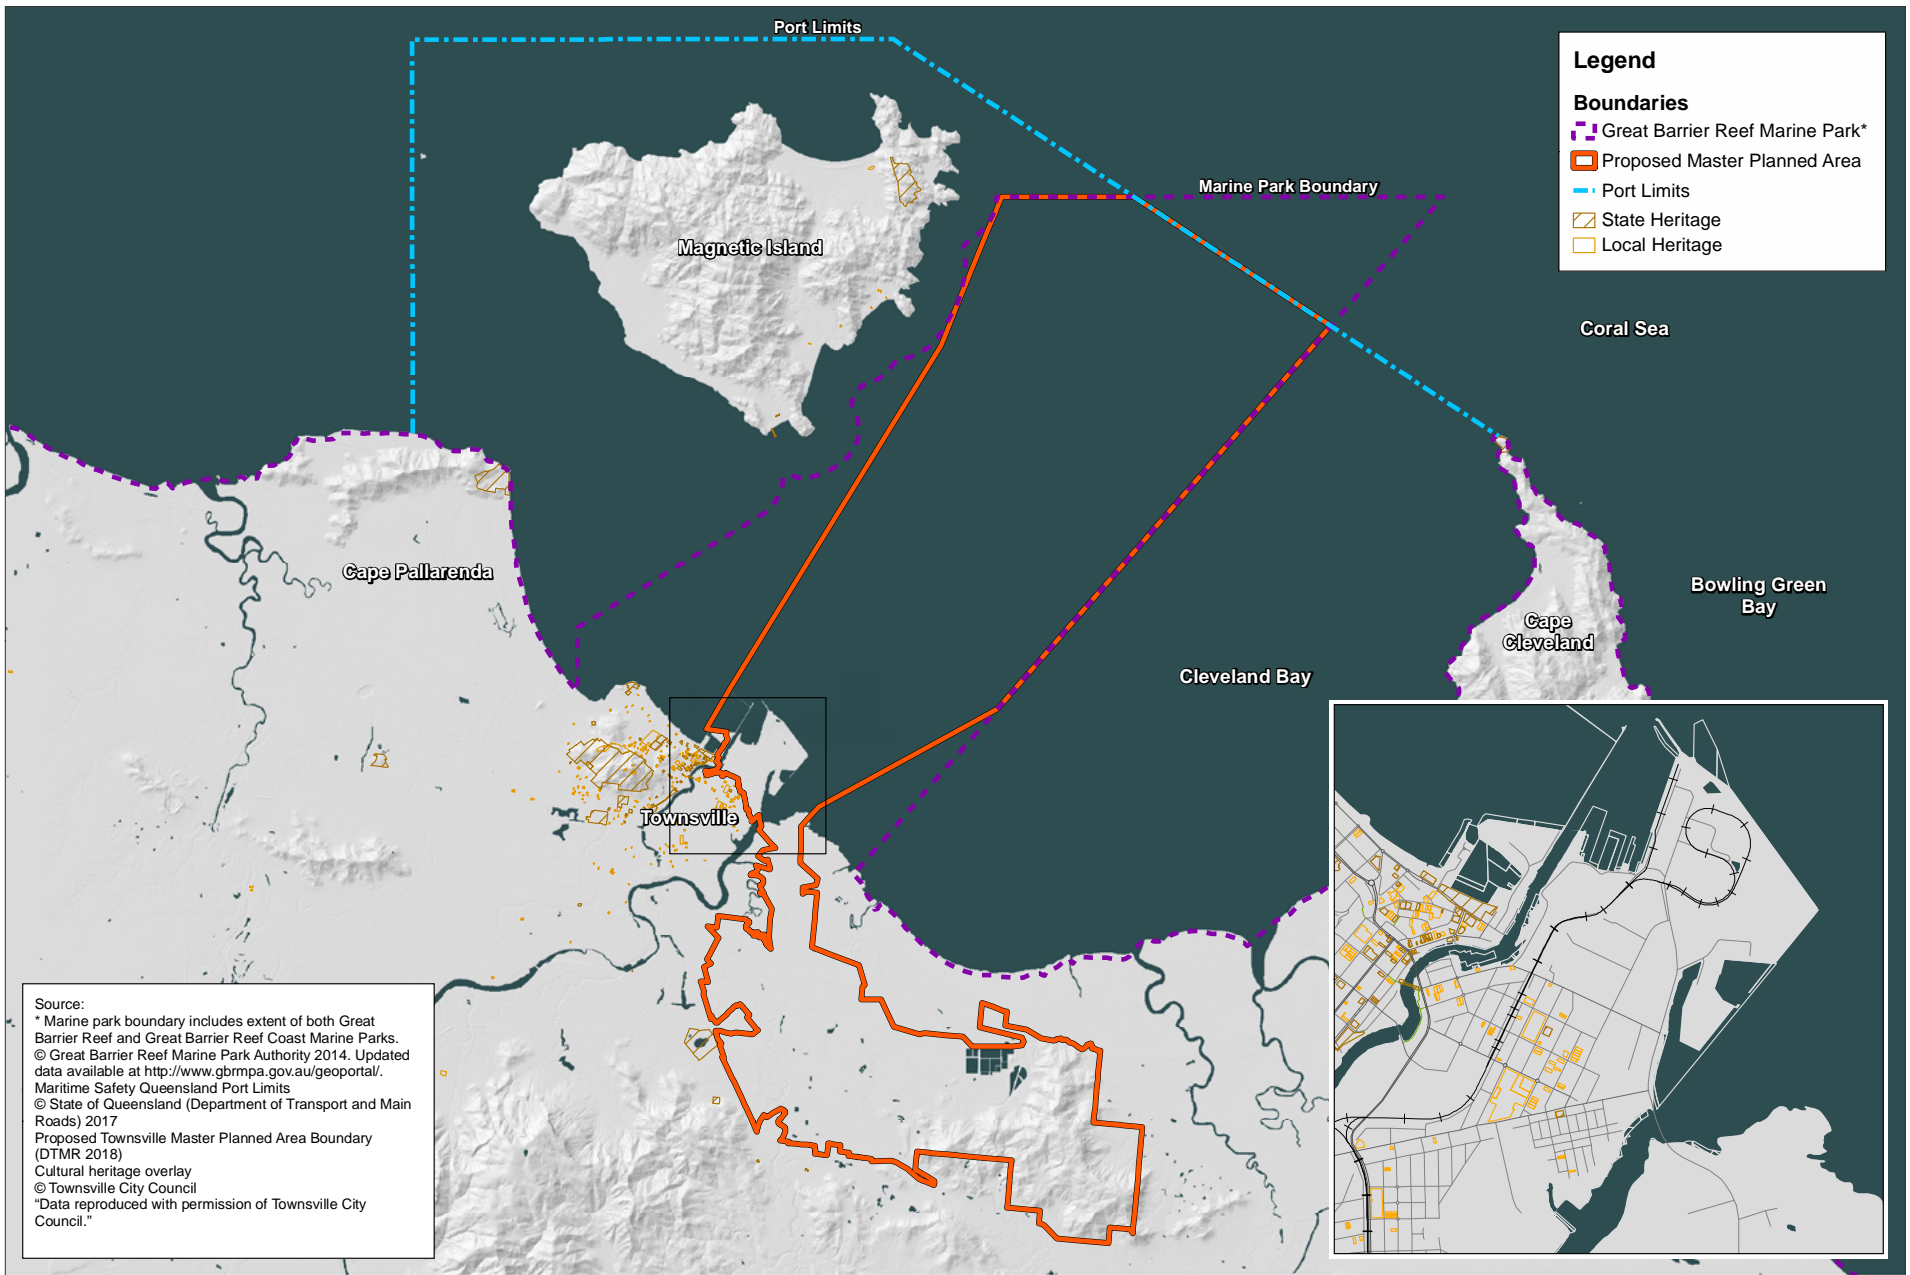 Port Limits
Legend
Boundaries
Great Barrier Reef Marine Park*
Proposed Master Planned Area
Port Limits
State Heritage
Local Heritage
Marine Park Boundary
Magnetic Island
Coral Sea
Cape Pallarenda
Bowling Green
Bay
Cape
Cleveland
Cleveland Bay
Townsville
Source:
* Marine park boundary includes extent of both Great
Barrier Reef and Great Barrier Reef Coast Marine Parks.
© Great Barrier Reef Marine Park Authority 2014. Updated
data available at http://www.gbrmpa.gov.au/geoportal/.
Maritime Safety Queensland Port Limits
© State of Queensland (Department of Transport and Main
Roads) 2017
Proposed Townsville Master Planned Area Boundary
(DTMR 2018)
Cultural heritage overlay
© Townsville City Council
“Data reproduced with permission of Townsville City
Council.”